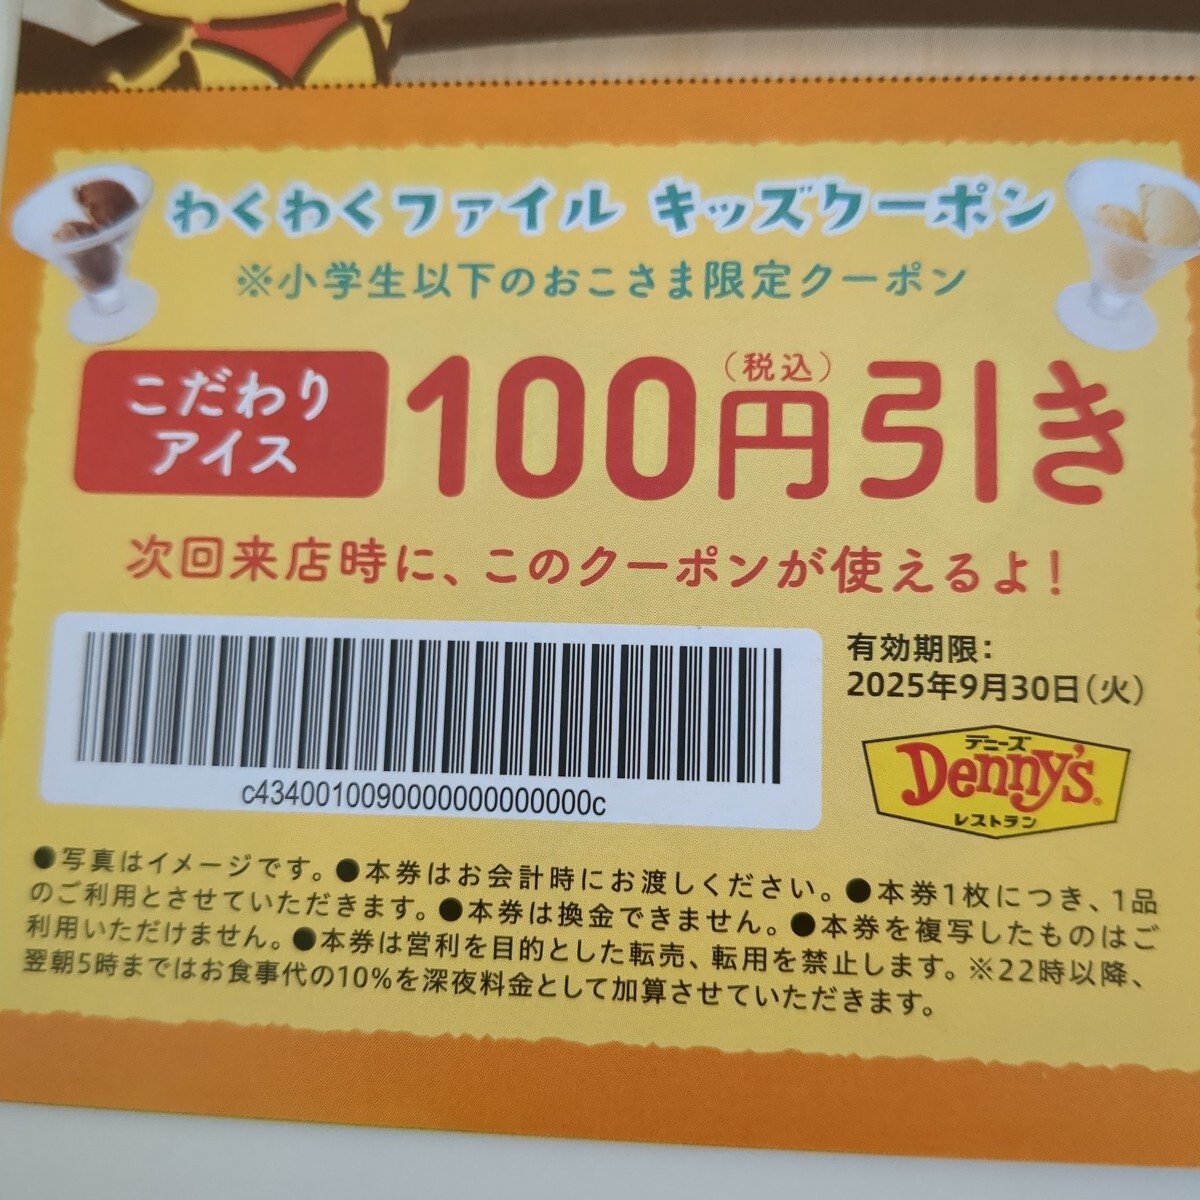 わくわくファイル キッズクーポン
※小学生以下のおこさま限定クーポン
こだわり
アイス
100円引き
（税込）
次回来店時に、このクーポンが使えるよ！
有効期限：
2025年9月30日（火）
デニーズ
Denny's®
レストラン
c43400100900000000000000c
●写真はイメージです。●本券はお会計時にお渡しください。●本券1枚につき、1品
のご利用とさせていただきます。●本券は換金できません。●本券を複写したものはご
利用いただけません。●本券は営利を目的とした転売、転用を禁止します。※22時以降、
翌朝5時まではお食事代の10%を深夜料金として加算させていただきます。